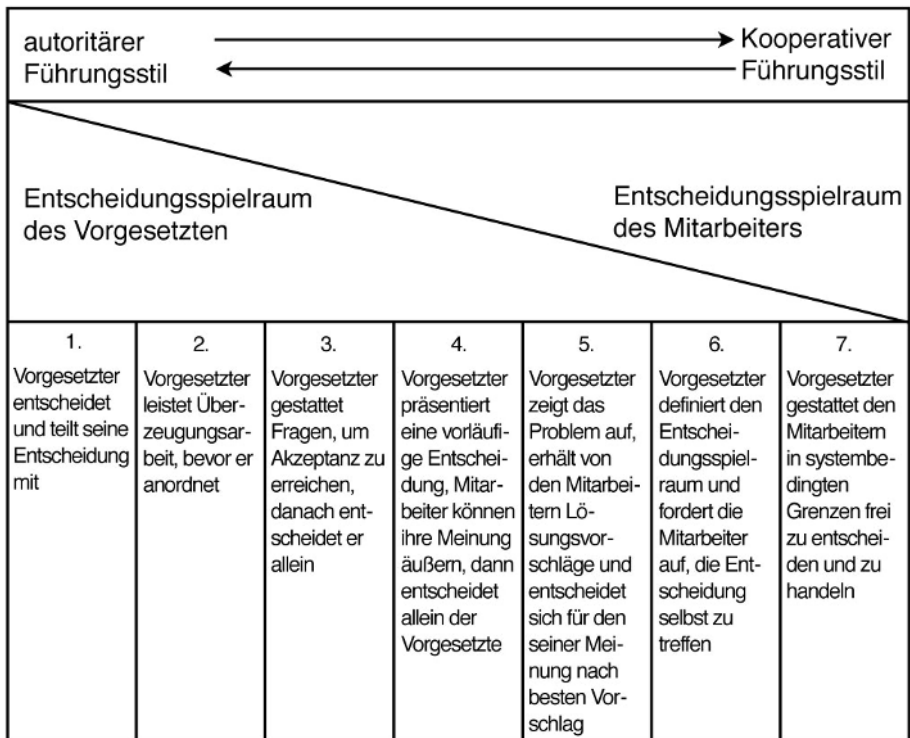 autoritärer
Führungsstil
Kooperativer
Führungsstil
Entscheidungsspielraum
des Vorgesetzten
Entscheidungsspielraum
des Mitarbeiters
1.
Vorgesetzter
entscheidet
und teilt seine
Entscheidung
mit
2.
Vorgesetzter
leistet Über-
zeugungsar-
beit, bevor er
anordnet
3.
Vorgesetzter
gestattet
Fragen, um
Akzeptanz zu
erreichen,
danach ent-
scheidet er
allein
4.
Vorgesetzter
präsentiert
eine vorläufi-
ge Entschei-
dung, Mitar-
beiter können
ihre Meinung
äußern, dann
entscheidet
allein der
Vorgesetzte
5.
Vorgesetzter
zeigt das
Problem auf,
erhält von
den Mitarbei-
tern Lö-
sungsvor-
schläge und
entscheidet
sich für den
seiner Mei-
nung nach
besten Vor-
schlag
6.
Vorgesetzter
definiert den
Entschei-
dungsspiel-
raum und
fordert die
Mitarbeiter
auf, die Ent-
scheidung
selbst zu
treffen
7.
Vorgesetzter
gestattet den
Mitarbeitern
in systembe-
dingten
Grenzen frei
zu entschei-
den und zu
handeln